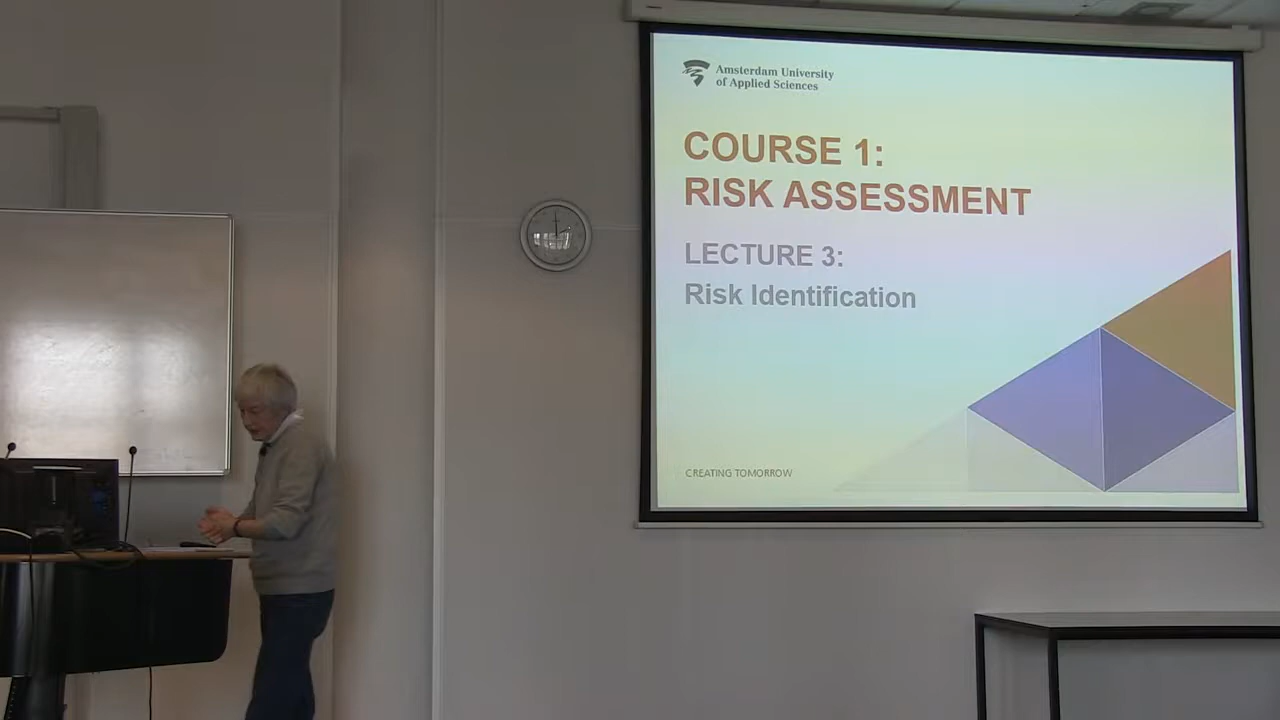 Amsterdam University
of Applied Sciences
COURSE 1:
RISK ASSESSMENT
LECTURE 3:
Risk Identification
CREATING TOMORROW